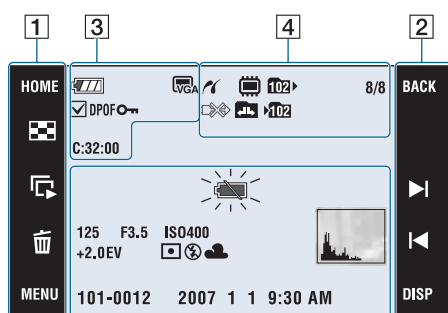 1 3 4 2
HOME
VGA
102
8/8
BACK
DPOF
102
C:32:00
125 F3.5 ISO400
+2.0EV
MENU
101-0012 2007 1 1 9:30 AM
DISP